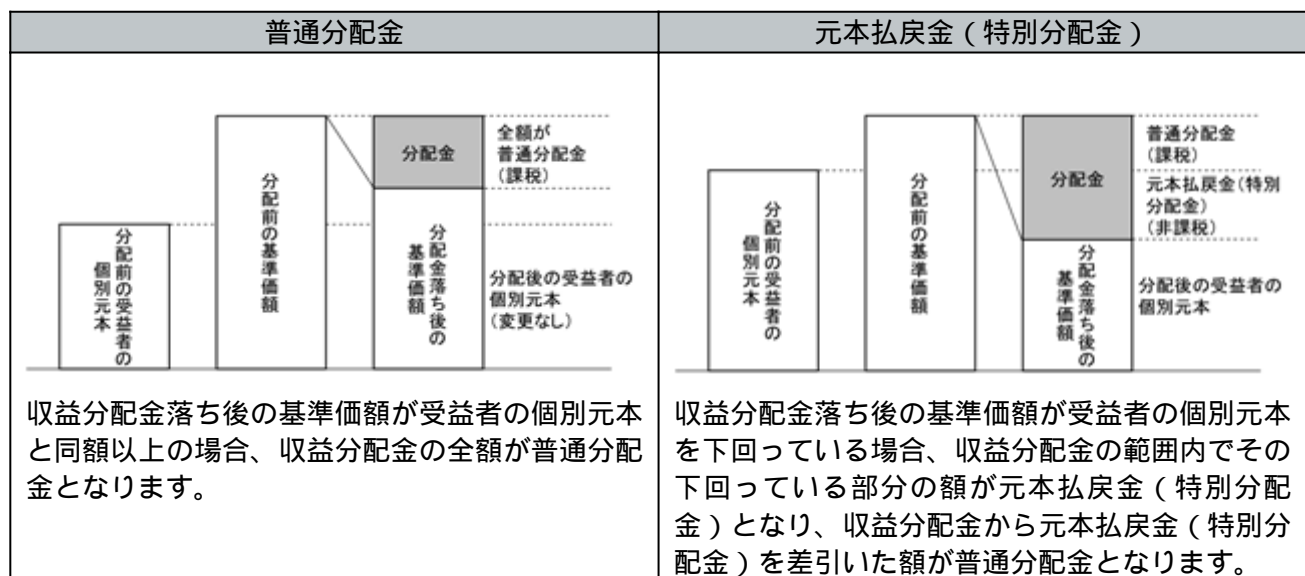 普通分配金
分配前の受益者の
個別元本
分配前の基準価額
分配金
分配金落ち後の
基準価額
全額が
普通分配金
(課税)
分配後の受益者の
個別元本
(変更なし)
収益分配金落ち後の基準価額が受益者の個別元本
と同額以上の場合、収益分配金の全額が普通分配
金となります。
元本払戻金（特別分配金）
分配前の受益者の
個別元本
分配前の基準価額
分配金
分配金落ち後の
基準価額
普通分配金
(課税)
元本払戻金(特別
分配金)
(非課税)
分配後の受益者の
個別元本
収益分配金落ち後の基準価額が受益者の個別元本
を下回っている場合、収益分配金の範囲内でその
下回っている部分の額が元本払戻金（特別分配
金）となり、収益分配金から元本払戻金（特別分
配金）を差引いた額が普通分配金となります。